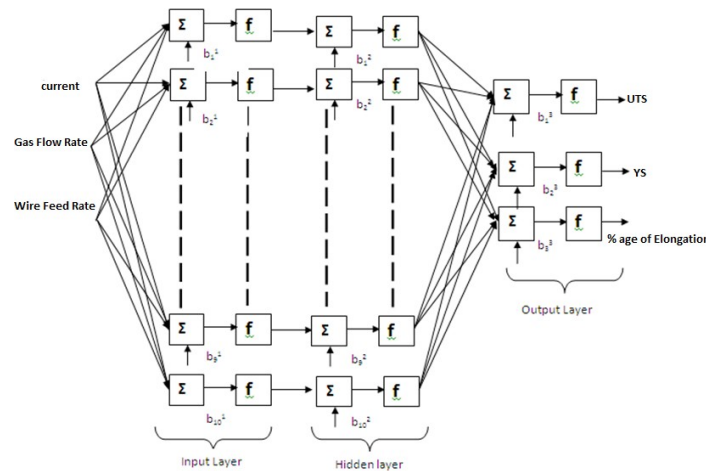 Σ f Σ f
b₁¹ b₁²
current Σ f Σ f Σ f UTS
b₂¹ b₂² b₁³
Gas Flow Rate
Σ f YS
b₂³
Wire Feed Rate
Σ f
b₃³ % age of Elongation
Output Layer
Σ f Σ f
b₉¹ b₉²
Σ f Σ f
b₁₀¹ b₁₀²
Input Layer Hidden layer